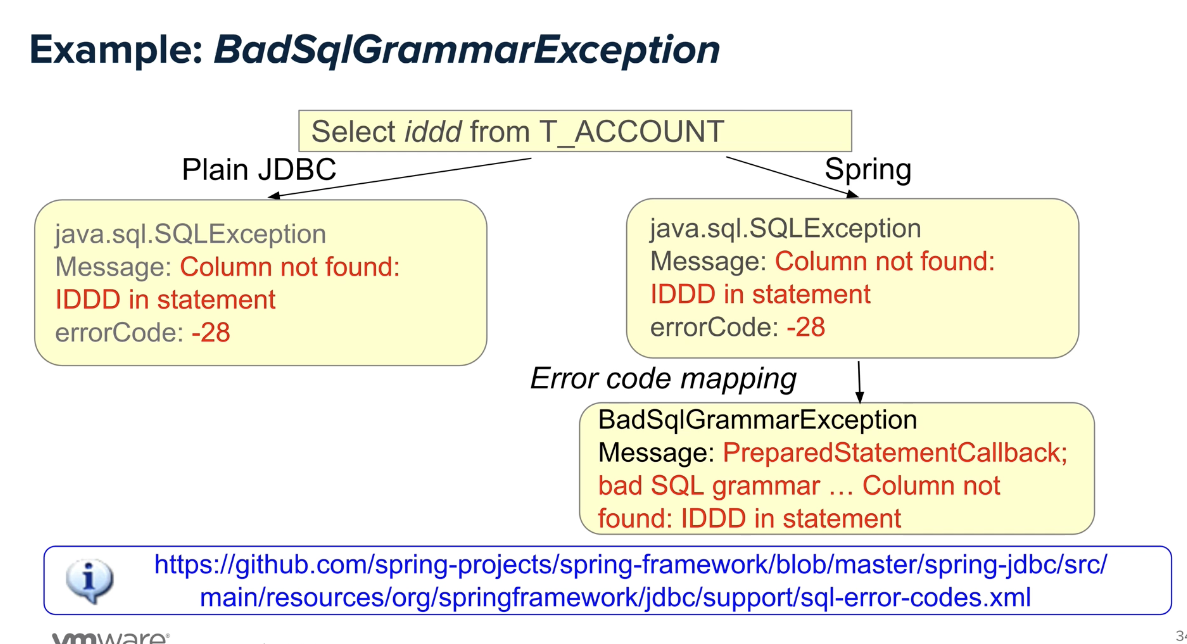 Example: BadSqlGrammarException
Select iddd from T_ACCOUNT
Plain JDBC
Spring
java.sql.SQLException
Message: Column not found:
IDDD in statement
errorCode: -28
java.sql.SQLException
Message: Column not found:
IDDD in statement
errorCode: -28
Error code mapping
BadSqlGrammarException
Message: PreparedStatementCallback;
bad SQL grammar … Column not
found: IDDD in statement
https://github.com/spring-projects/spring-framework/blob/master/spring-jdbc/src/
main/resources/org/springframework/jdbc/support/sql-error-codes.xml
vmware